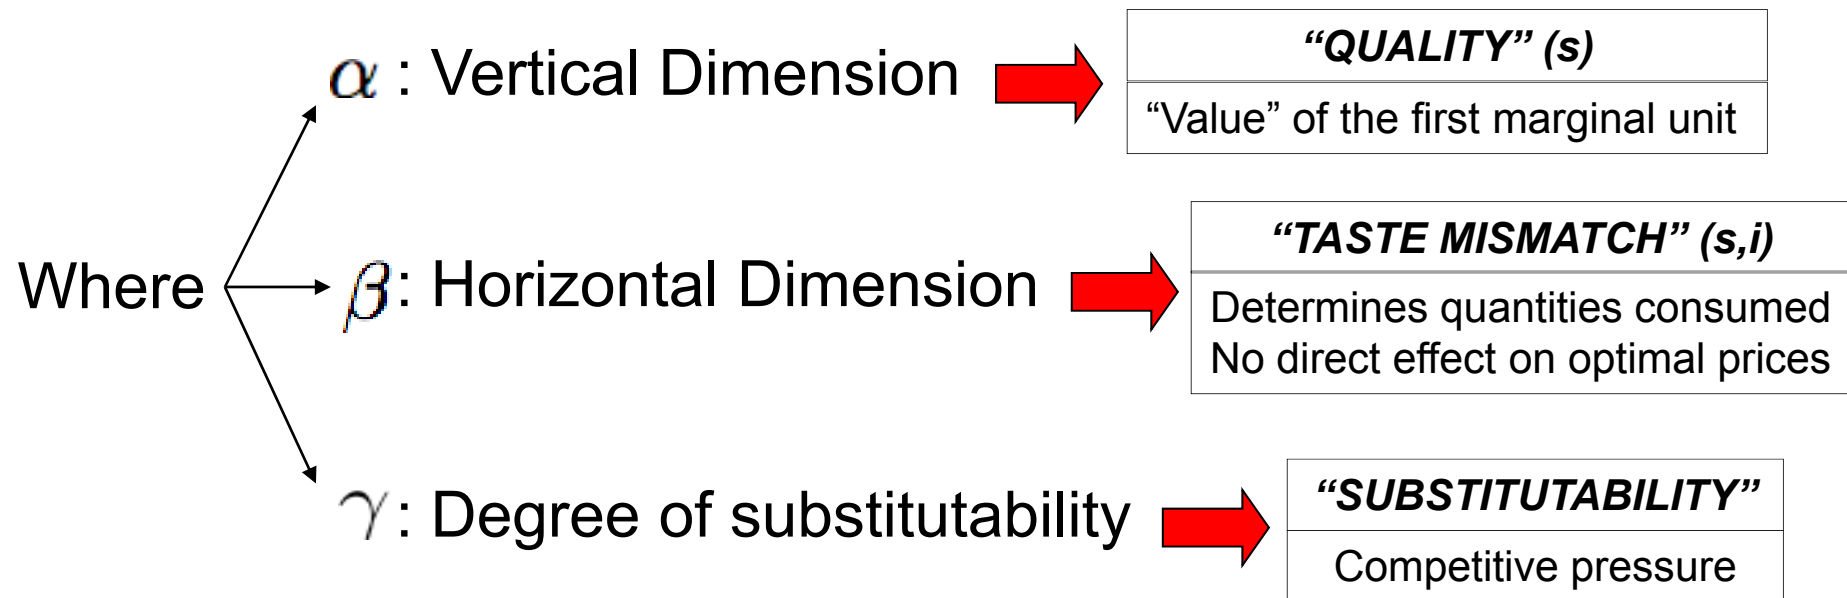 α : Vertical Dimension
“QUALITY” (s)
“Value” of the first marginal unit
Where
β: Horizontal Dimension
“TASTE MISMATCH” (s,i)
Determines quantities consumed
No direct effect on optimal prices
γ: Degree of substitutability
“SUBSTITUTABILITY”
Competitive pressure